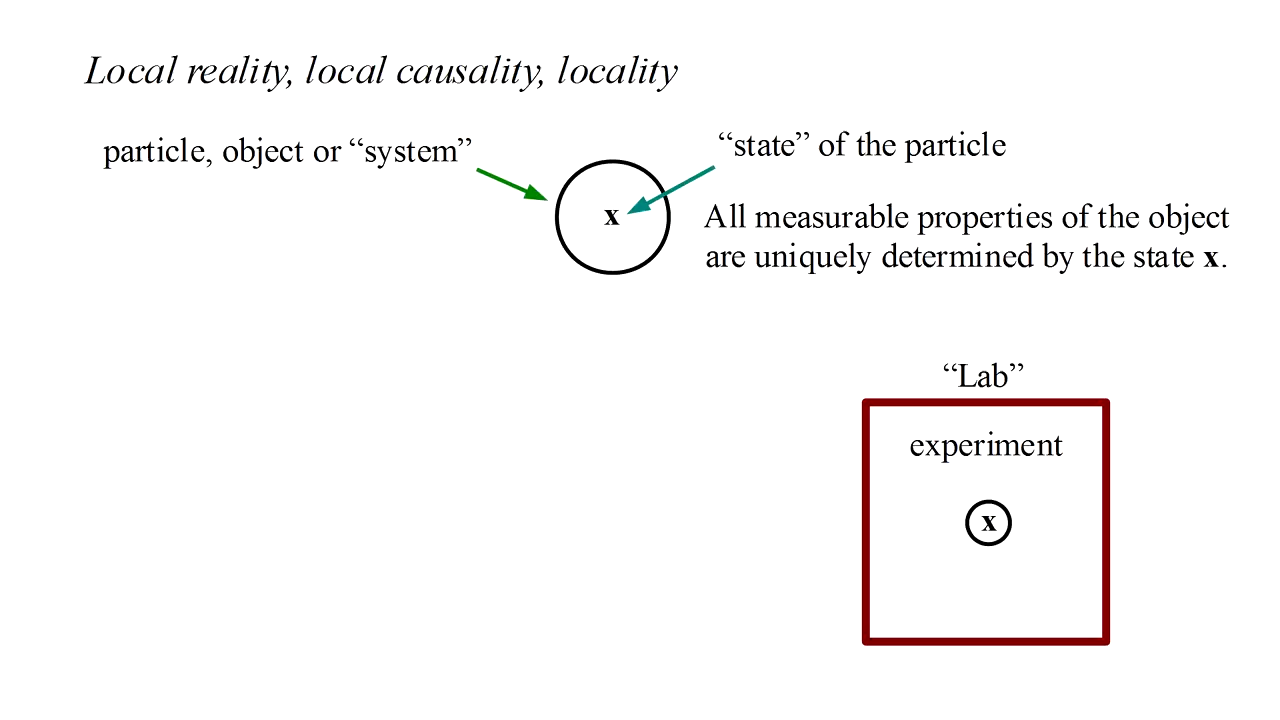 Local reality, local causality, locality
particle, object or “system”
“state” of the particle
x
All measurable properties of the object
are uniquely determined by the state x.
“Lab”
experiment
x